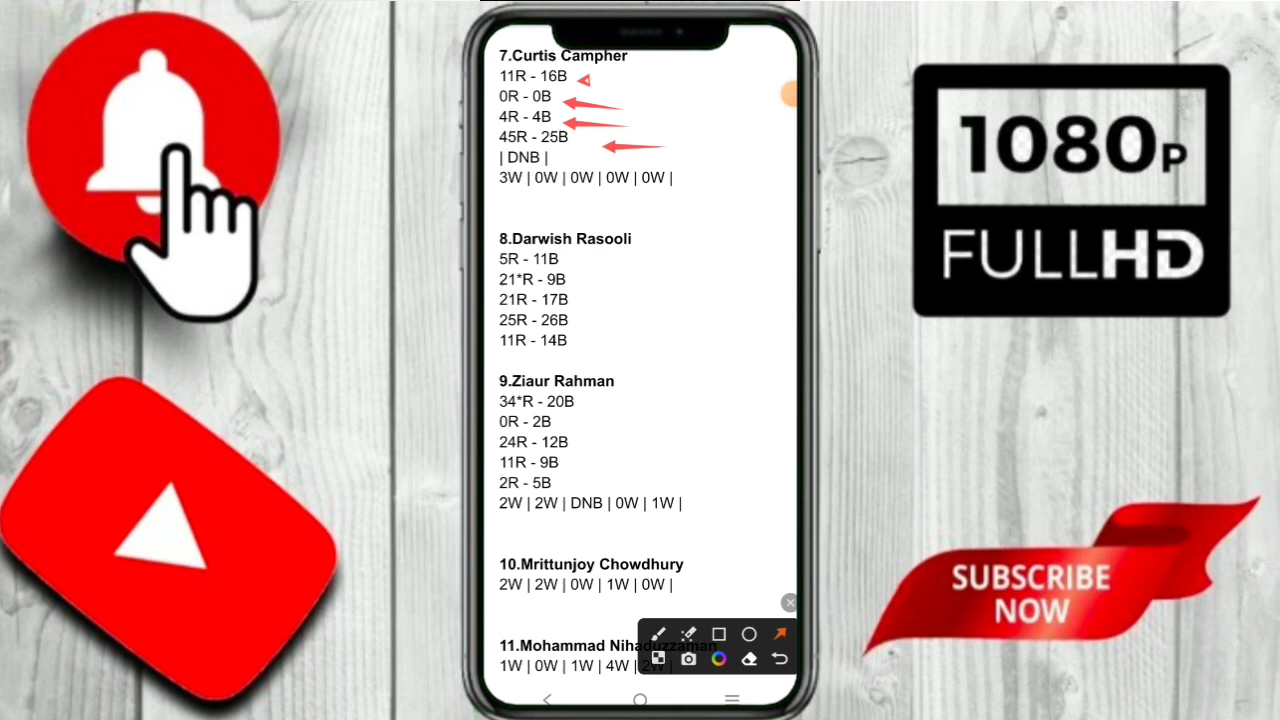 7.Curtis Campher
11R - 16B
0R - 0B
4R - 4B
45R - 25B
| DNB |
3W | 0W | 0W | 0W | 0W |
8.Darwish Rasooli
5R - 11B
21*R - 9B
21R - 17B
25R - 26B
11R - 14B
9.Ziaur Rahman
34*R - 20B
0R - 2B
24R - 12B
11R - 9B
2R - 5B
2W | 2W | DNB | 0W | 1W |
10.Mrittunjoy Chowdhury
2W | 2W | 0W | 1W | 0W |
11.Mohammad Nihaduzzaman
1W | 0W | 1W | 4W | 2W |
1080P
FULLHD
SUBSCRIBE
NOW